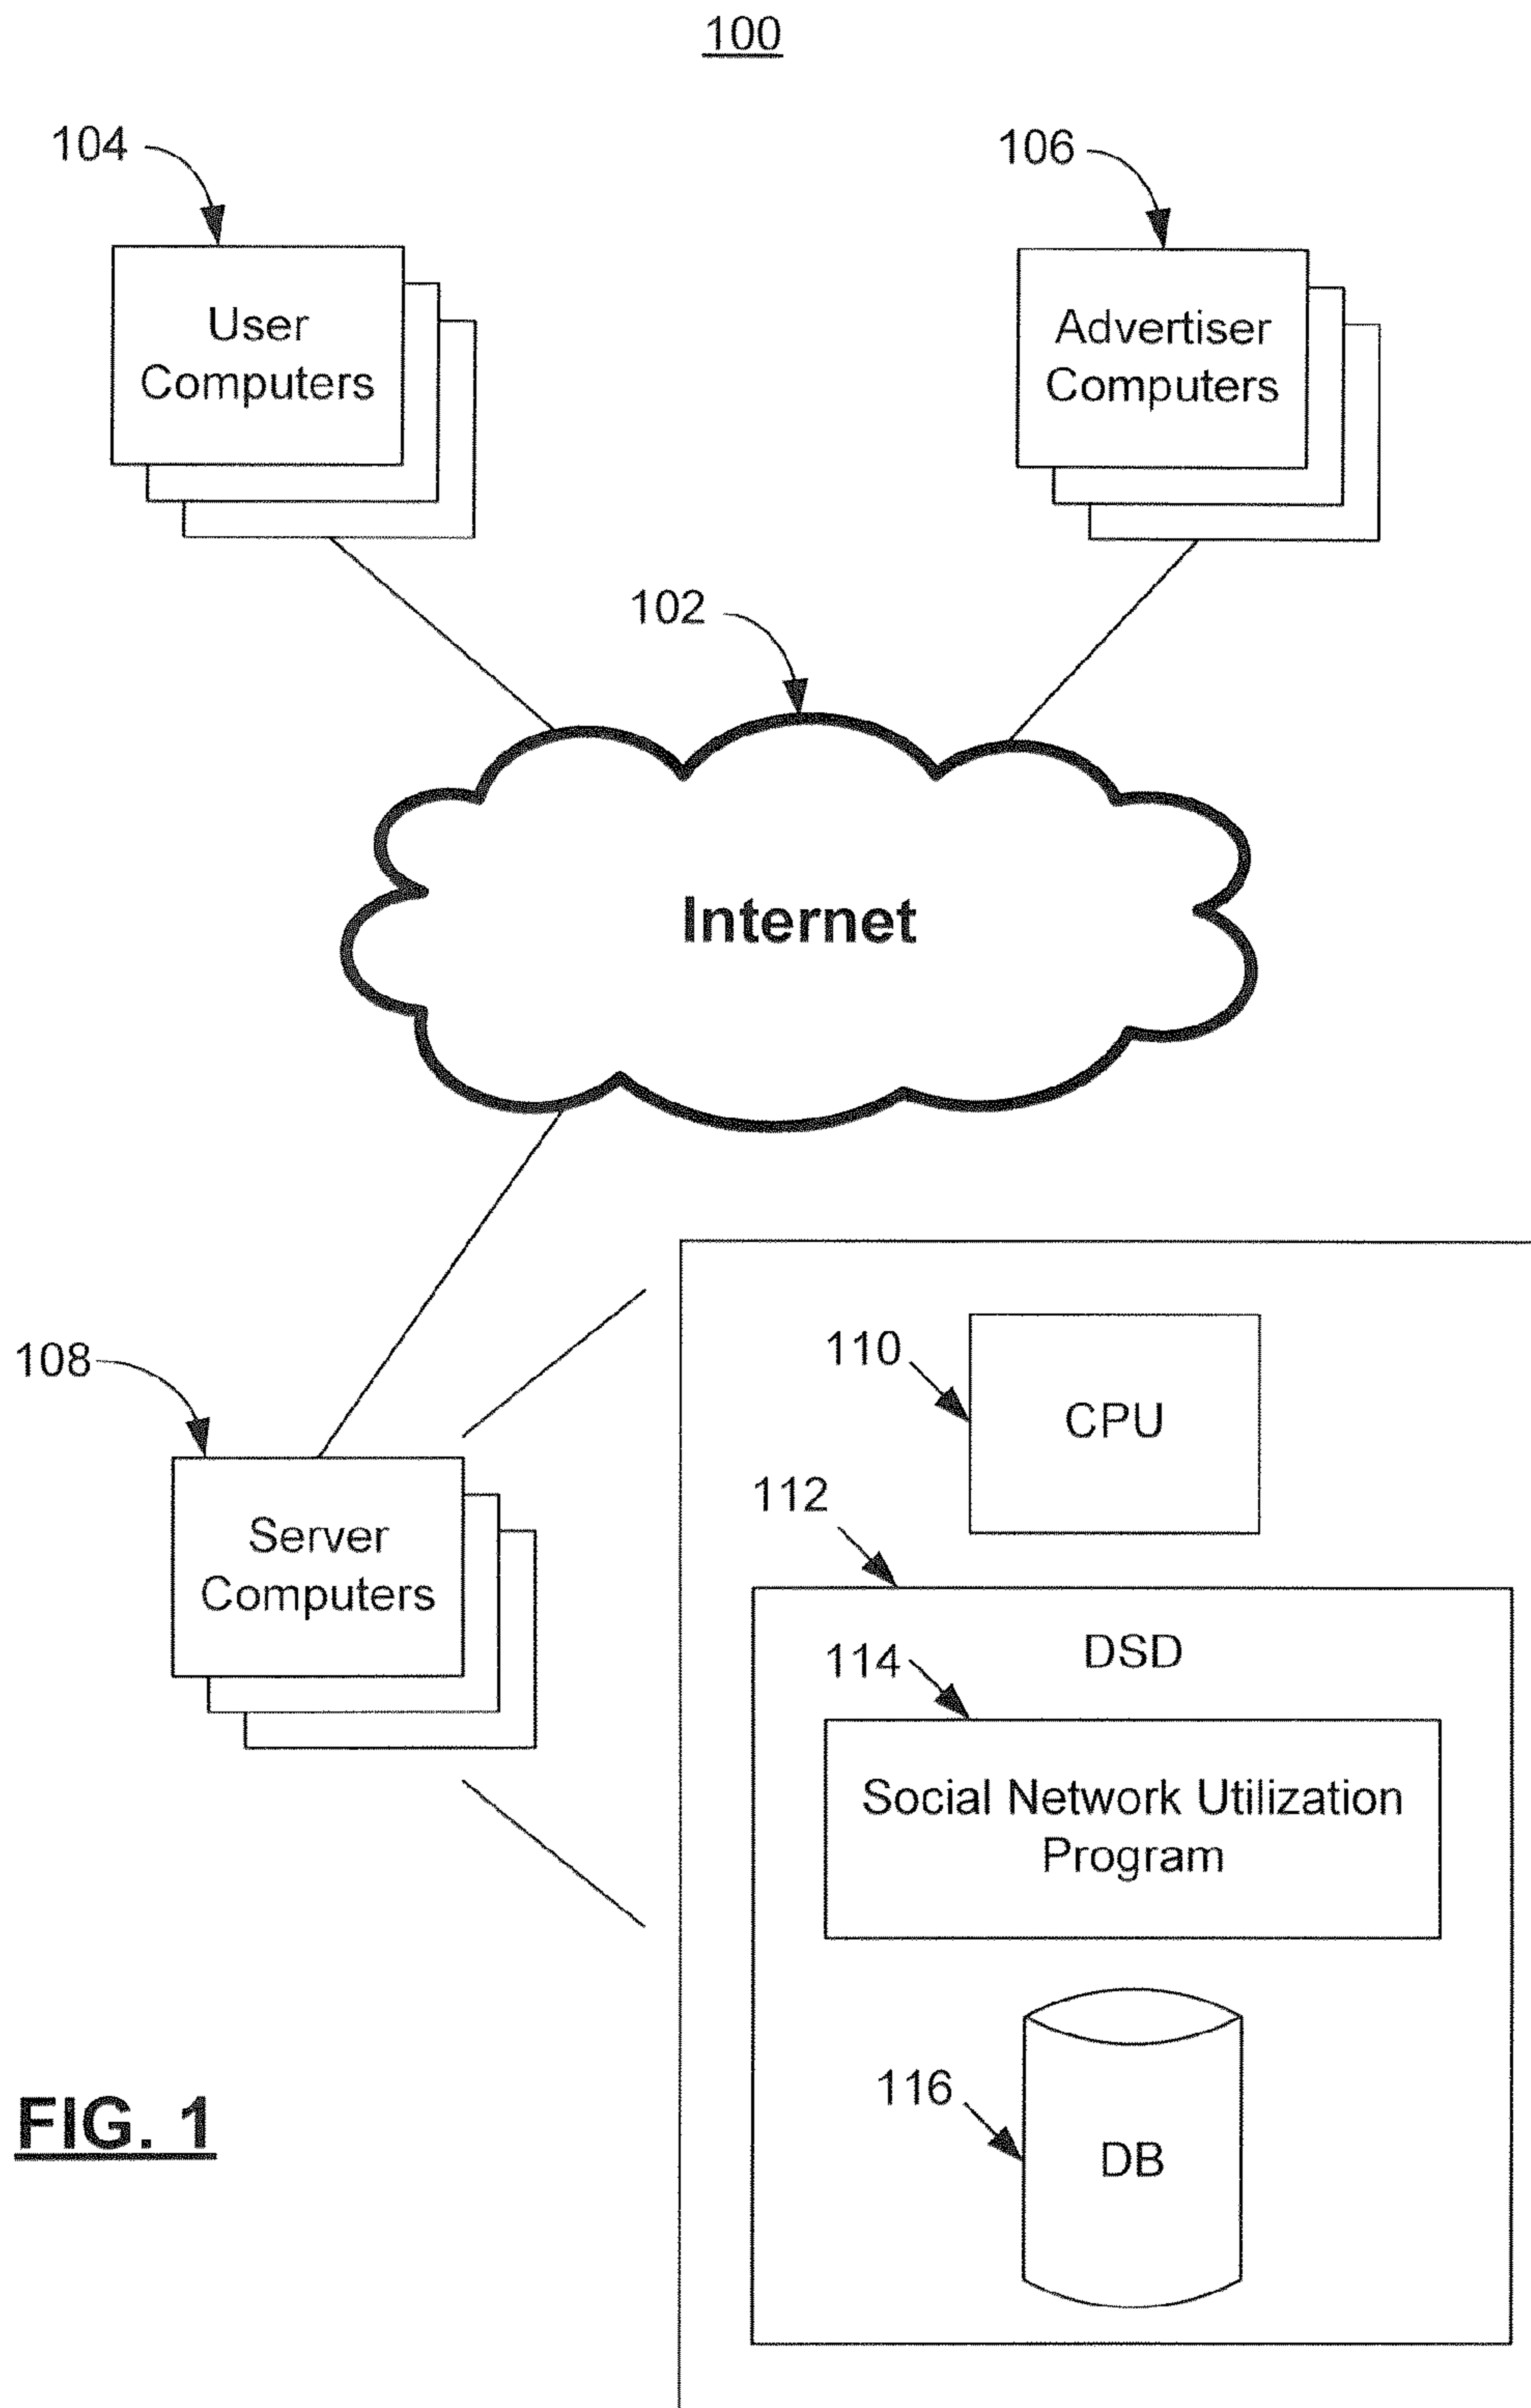 100
104
106
User
Computers
Advertiser
Computers
102
Internet
108
Server
Computers
110
CPU
112
DSD
114
Social Network Utilization
Program
116
DB
FIG. 1